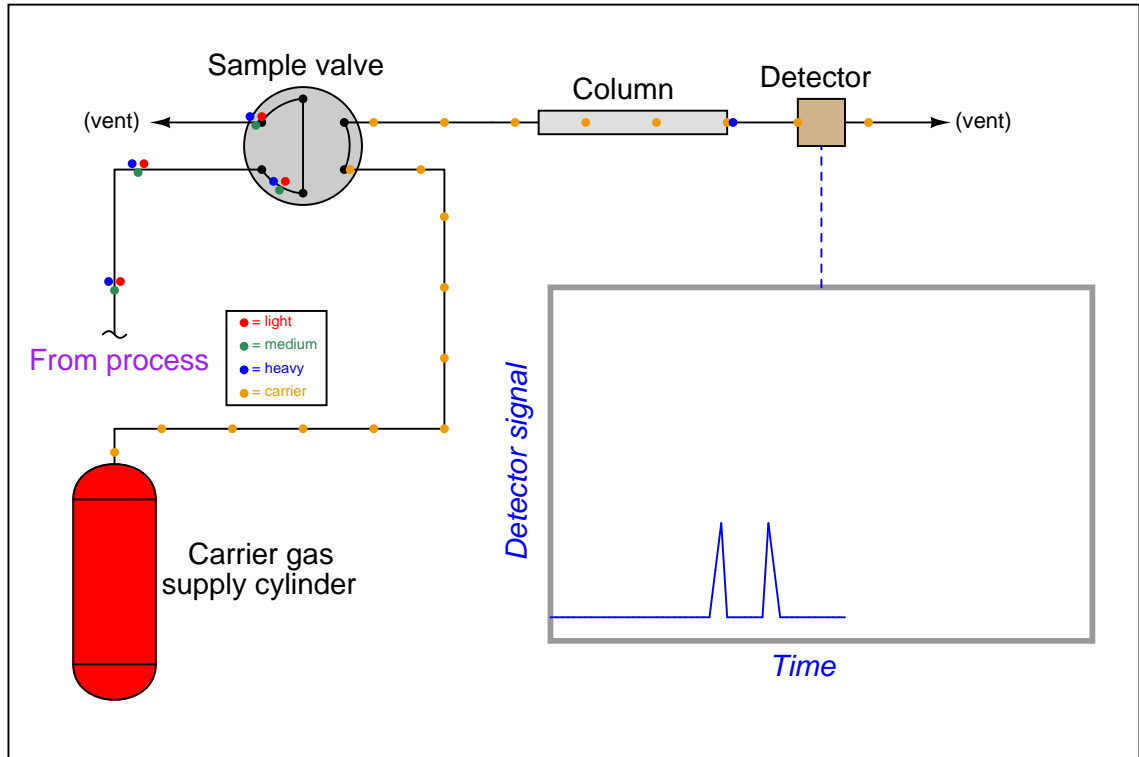 Sample valve
Column
Detector
(vent)
(vent)
= light
= medium
= heavy
= carrier
From process
Detector signal
Carrier gas
supply cylinder
Time